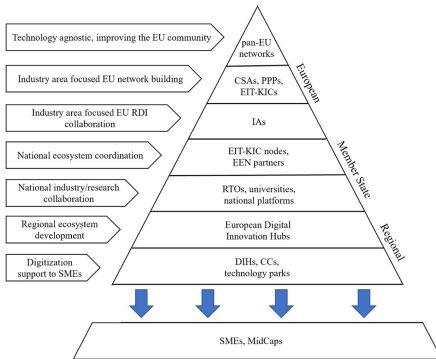 Technology agnostic, improving the EU community
pan-EU
networks
Industry area focused EU network building
CSAs, PPPs,
EIT-KICs
European
Industry area focused EU RDI
collaboration
IAs
National ecosystem coordination
EIT-KIC nodes,
EEN partners
Member State
National industry/research
collaboration
RTOs, universities,
national platforms
Regional ecosystem
development
European Digital
Innovation Hubs
Regional
Digitization
support to SMEs
DIHs, CCs,
technology parks
SMEs, MidCaps